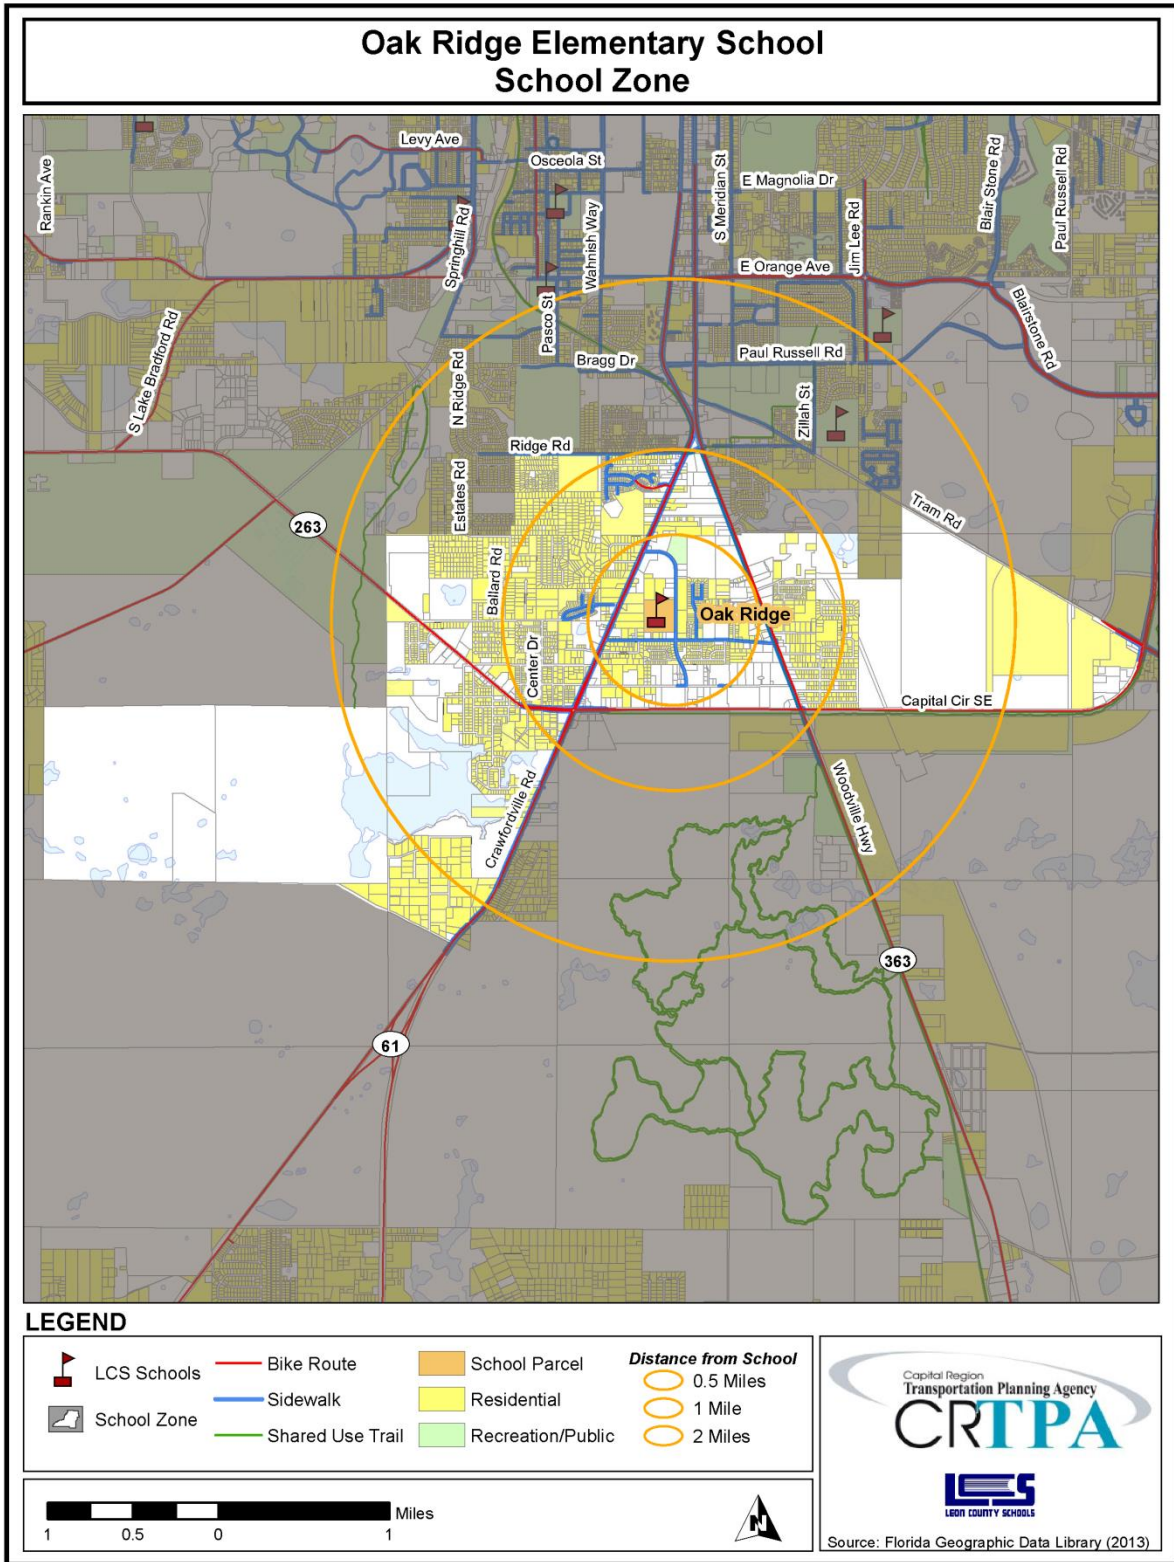 Oak Ridge Elementary School
School Zone
Levy Ave
Osceola St
E Magnolia Dr
Rankin Ave
Springhill Rd
Wahnish Way
S Meridian St
Jim Lee Rd
Blair Stone Rd
Paul Russell Rd
E Orange Ave
Pasco St
Blairstone Rd
S Lake Bradford Rd
N Ridge Rd
Bragg Dr
Paul Russell Rd
Zillah St
Ridge Rd
Estates Rd
Tram Rd
263
Ballard Rd
Oak Ridge
Center Dr
Capital Cir SE
Crawfordville Rd
Woodville Hwy
363
61
LEGEND
LCS Schools
School Zone
Bike Route
Sidewalk
Shared Use Trail
School Parcel
Residential
Recreation/Public
Distance from School
0.5 Miles
1 Mile
2 Miles
Miles
1 0.5 0 1
N
Capital Region
Transportation Planning Agency
CRTPA
LCS
LEON COUNTY SCHOOLS
Source: Florida Geographic Data Library (2013)